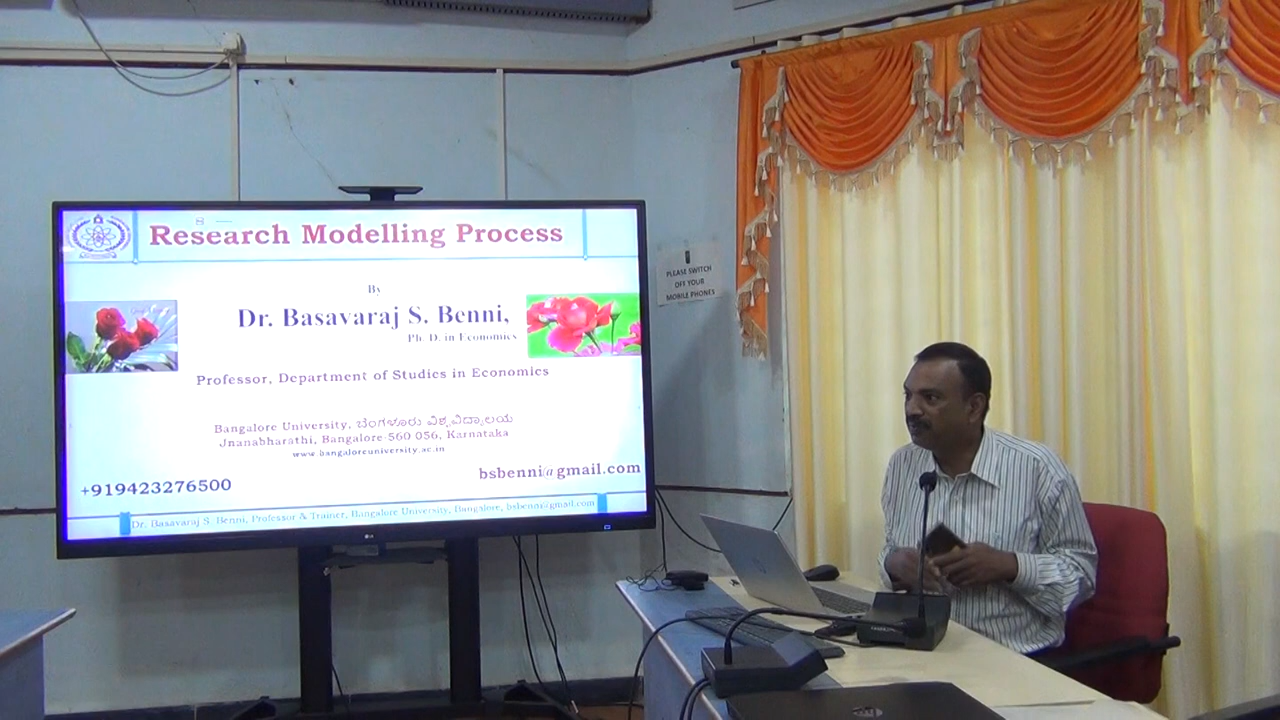 Research Modelling Process
By
Dr. Basavaraj S. Benni,
Ph. D. in Economics
Professor, Department of Studies in Economics
Bangalore University, ಬೆಂಗಳೂರು ವಿಶ್ವವಿದ್ಯಾಲಯ
Jnanabharathi, Bangalore-560 056, Karnataka
www.bangaloreuniversity.ac.in
bsbenni@gmail.com
+919423276500
Dr. Basavaraj S. Benni, Professor & Trainer, Bangalore University, Bangalore, bsbenni@gmail.com
LG
PLEASE SWITCH
OFF YOUR
MOBILE PHONES